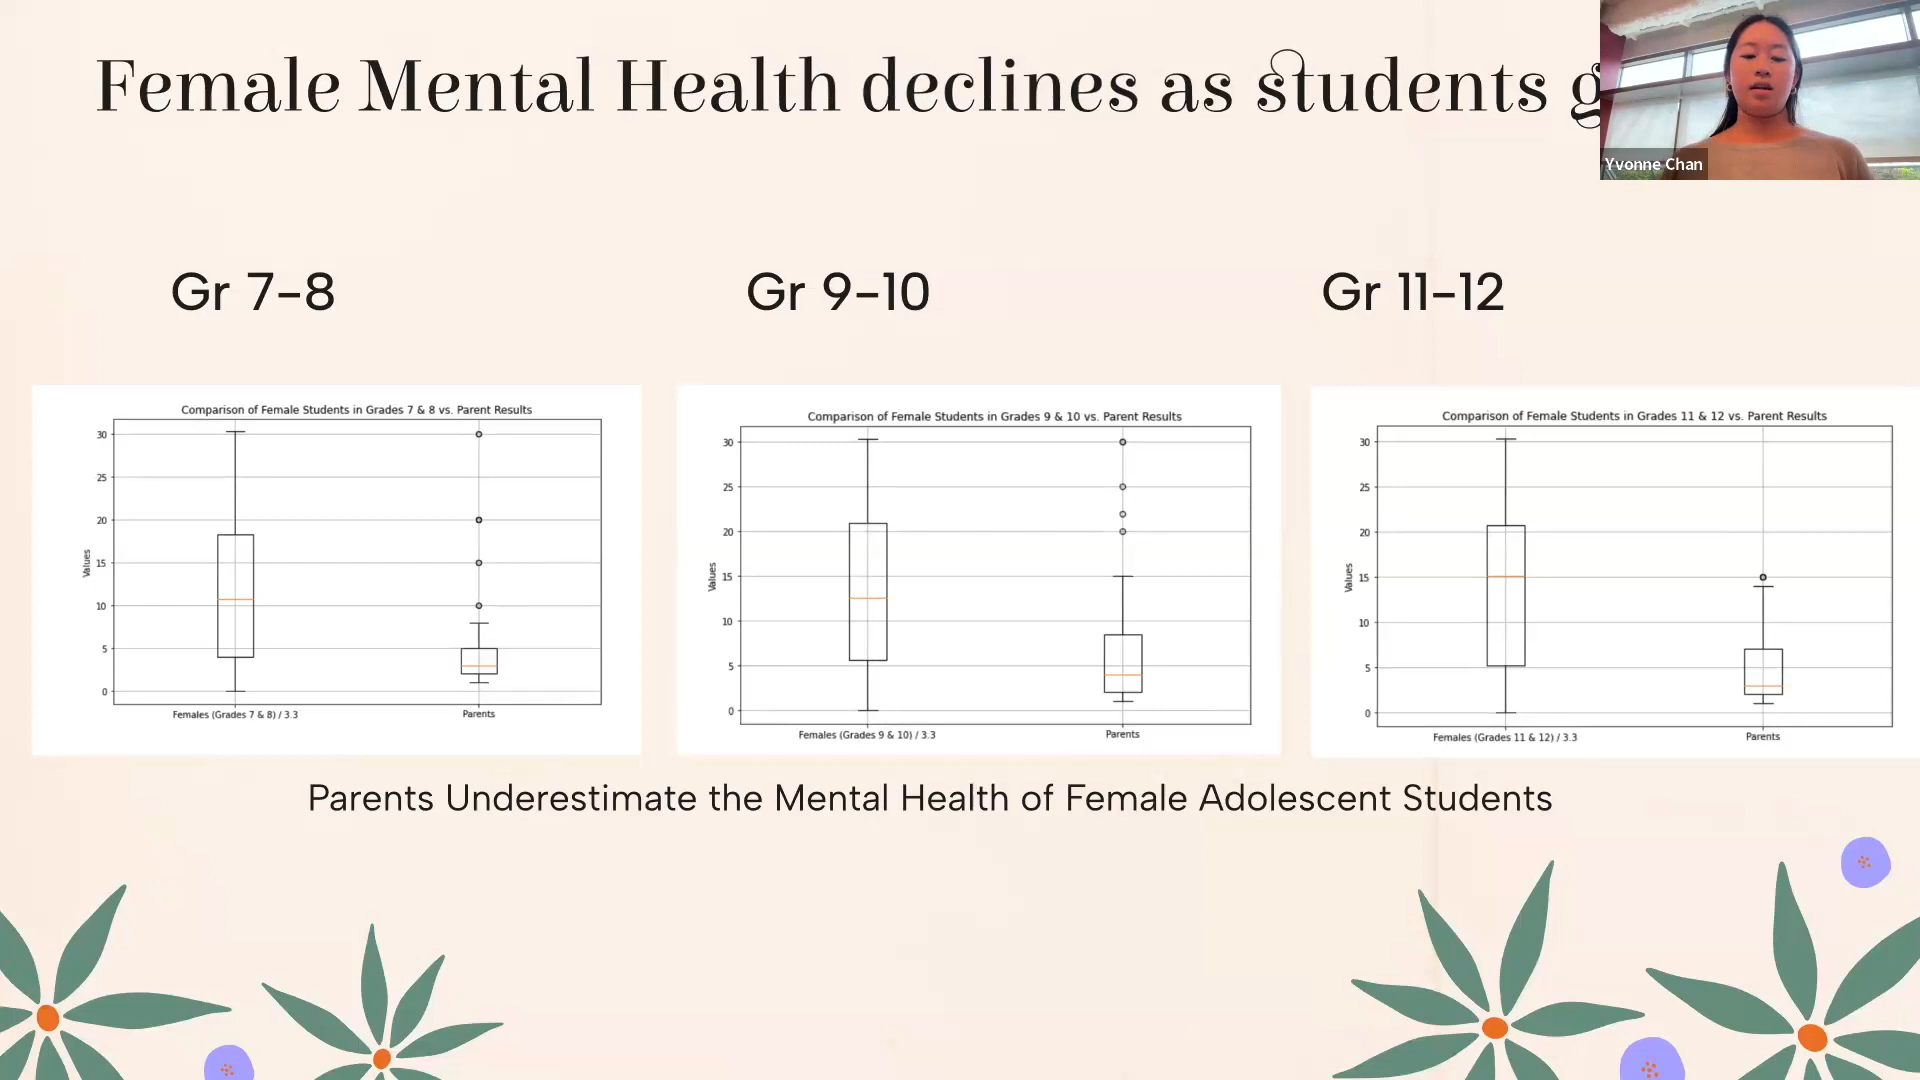 Female Mental Health declines as students g
Yvonne Chan
Gr 7-8
Gr 9-10
Gr 11-12
Comparison of Female Students in Grades 7 & 8 vs. Parent Results
30
25
20
15
10
5
0
Values
Females (Grades 7 & 8) / 3.3
Parents
Comparison of Female Students in Grades 9 & 10 vs. Parent Results
30
25
20
15
10
5
0
Values
Females (Grades 9 & 10) / 3.3
Parents
Comparison of Female Students in Grades 11 & 12 vs. Parent Results
30
25
20
15
10
5
0
Values
Females (Grades 11 & 12) / 3.3
Parents
Parents Underestimate the Mental Health of Female Adolescent Students